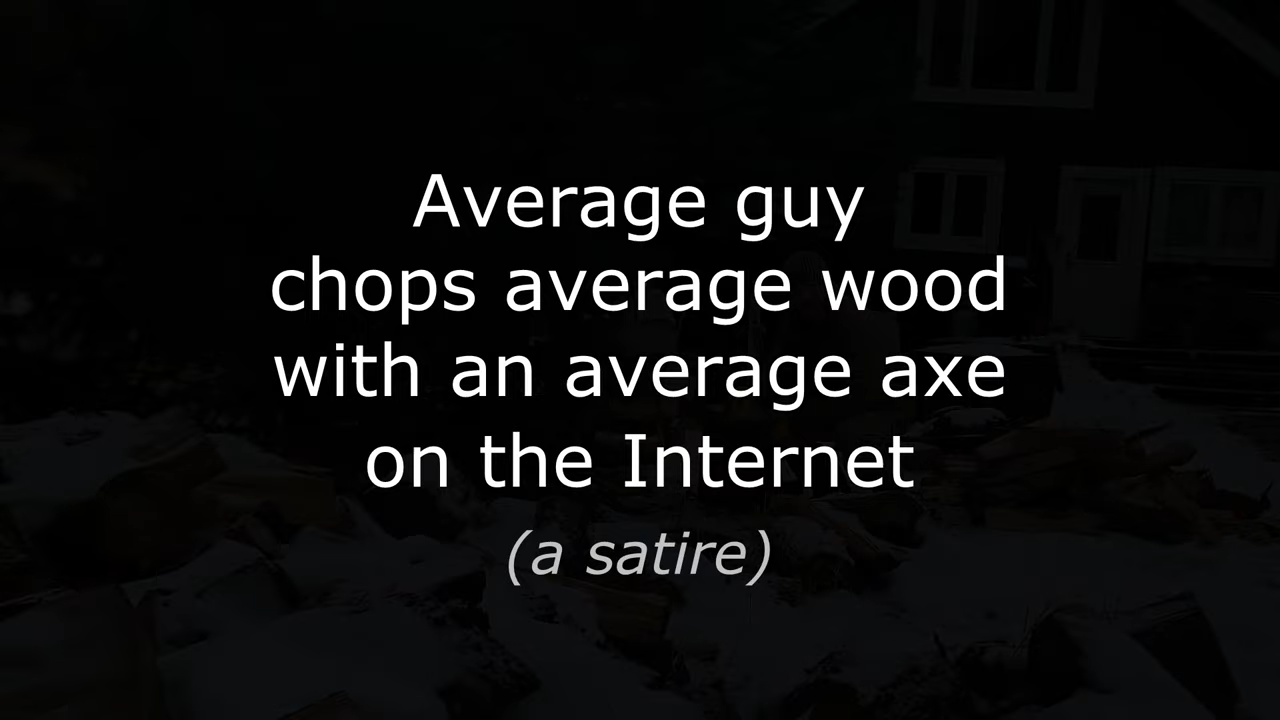 Average guy
chops average wood
with an average axe
on the Internet
(a satire)